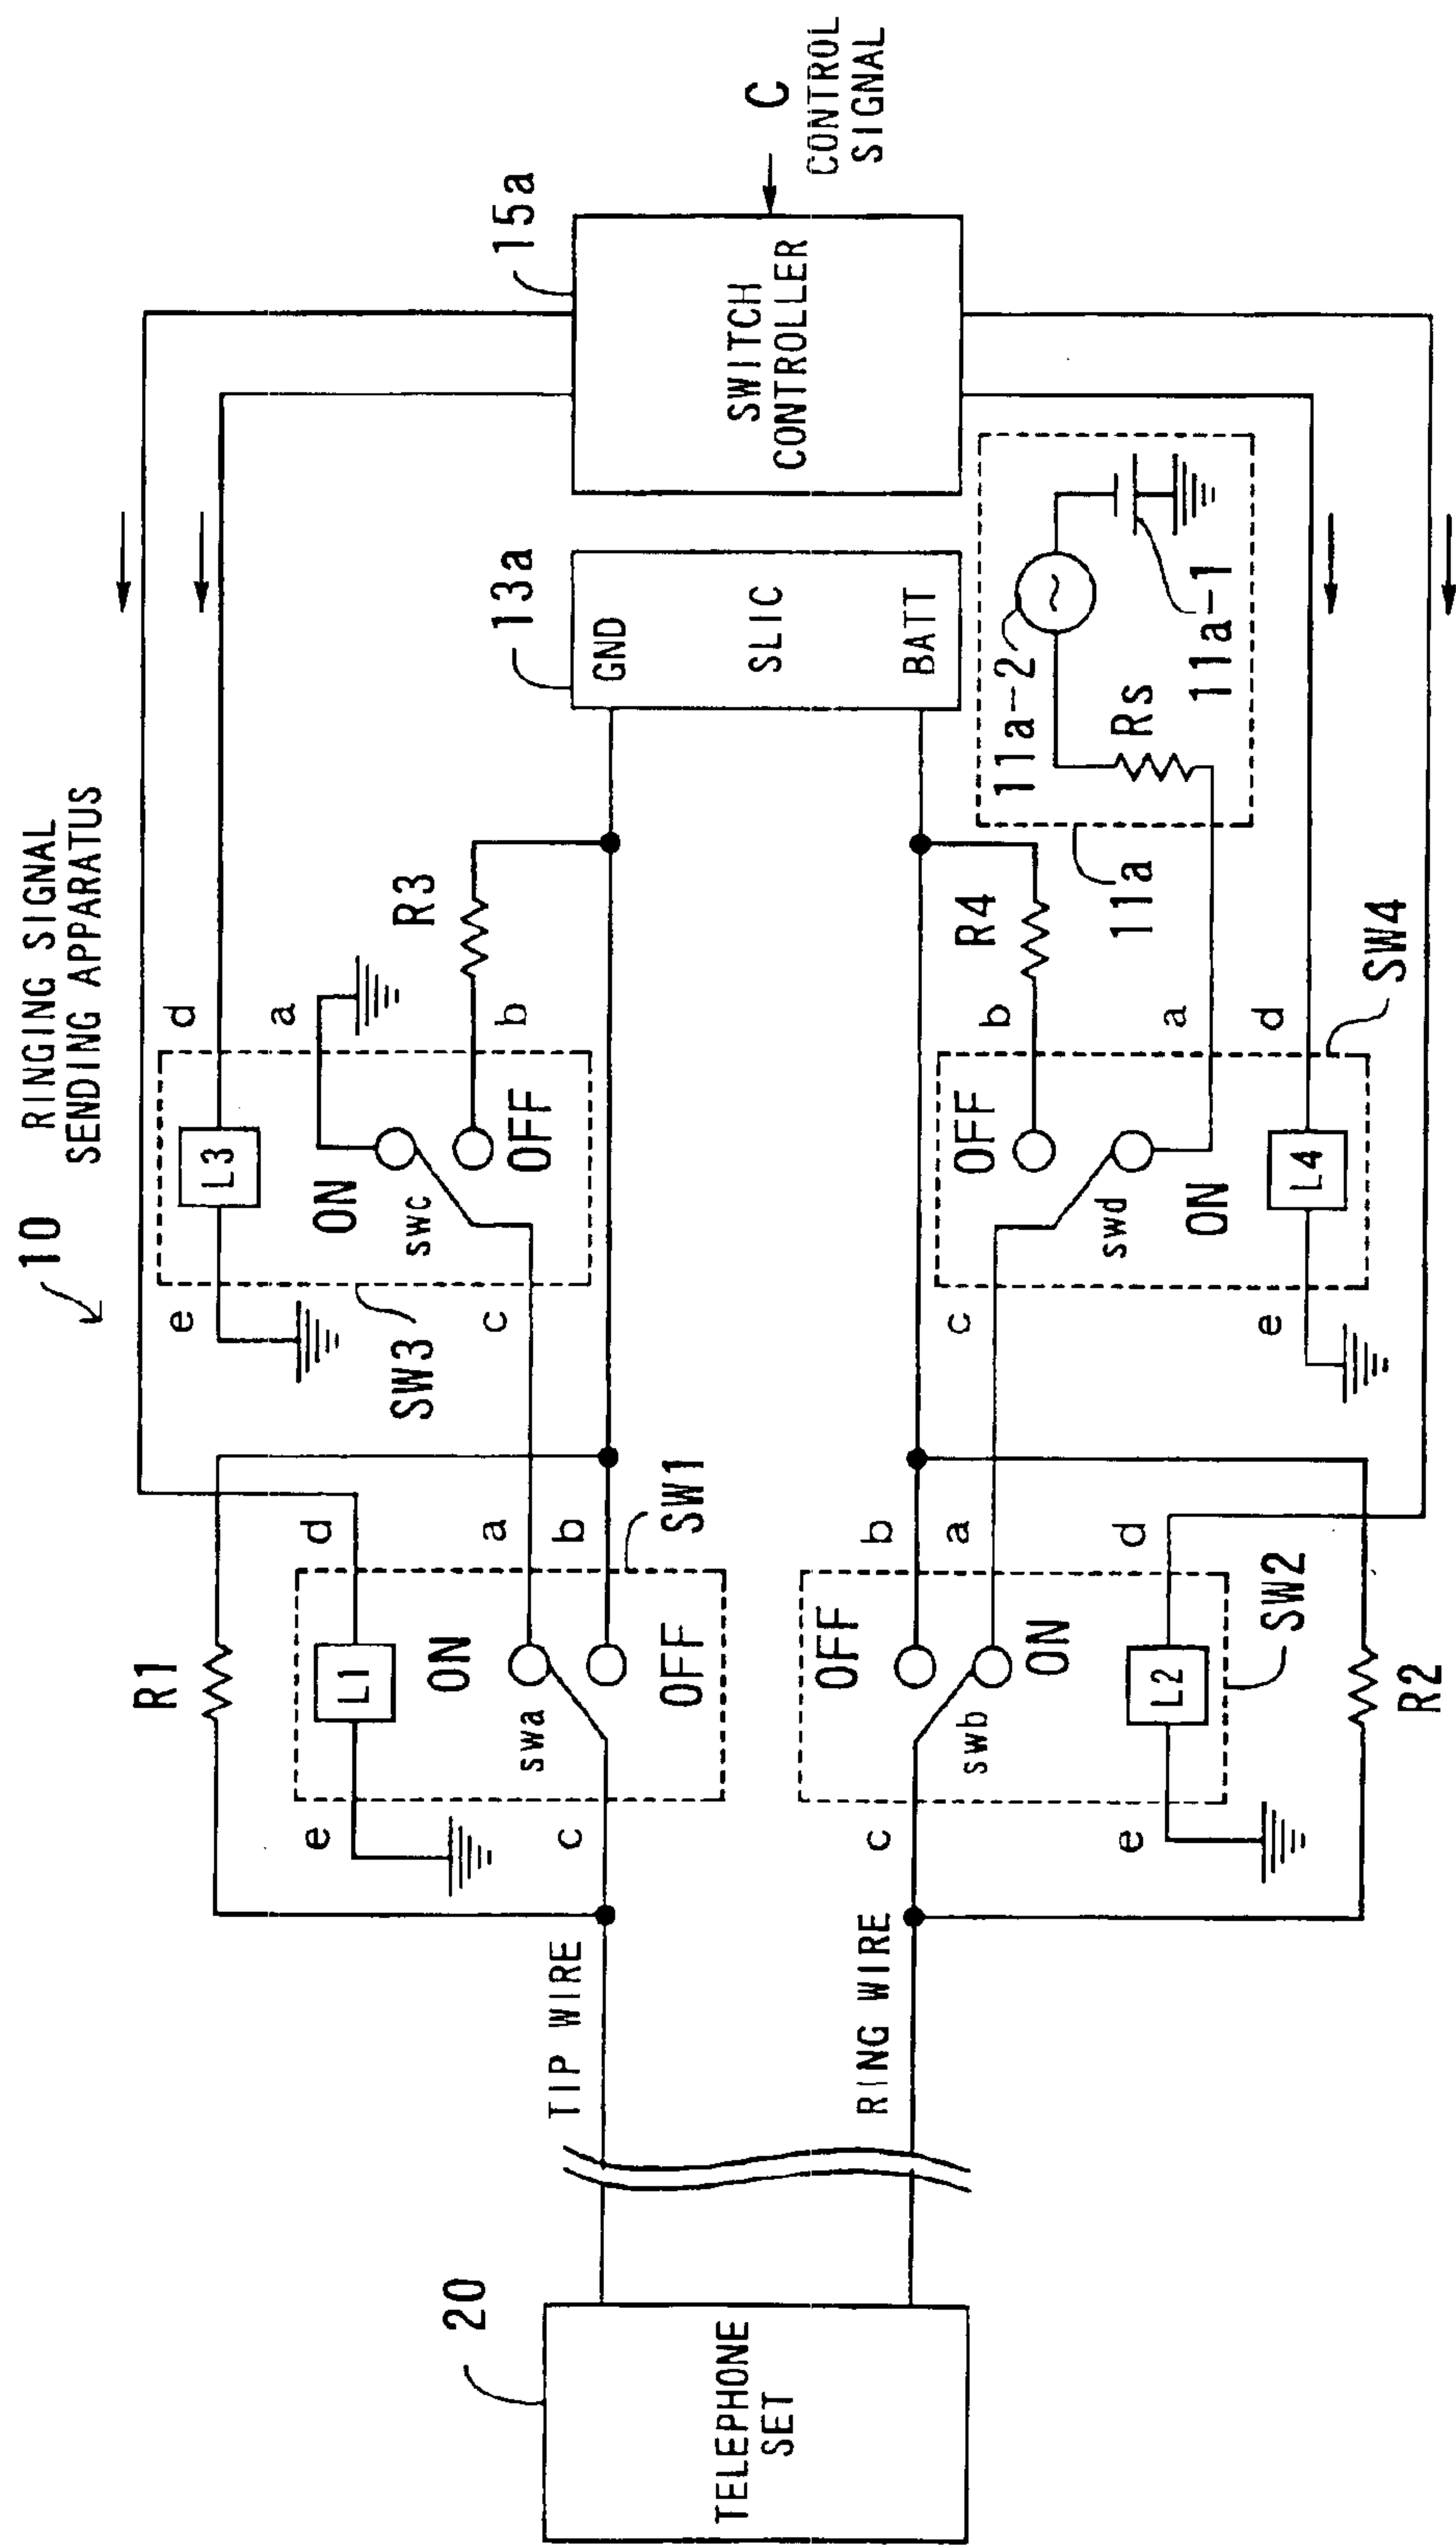 10
RINGING SIGNAL
SENDING APPARATUS
TELEPHONE
SET
20
TIP WIRE
RING WIRE
R1
e
L1
d
c
swa
ON
OFF
a
b
SW1
c
swb
OFF
ON
b
a
e
L2
d
SW2
R2
SW3
e
L3
d
c
swc
ON
OFF
a
b
R3
c
swd
OFF
ON
b
a
e
L4
d
SW4
R4
11a
Rs
11a-2
11a-1
13a
GND
SLIC
BATT
15a
SWITCH
CONTROLLER
C
CONTROL
SIGNAL